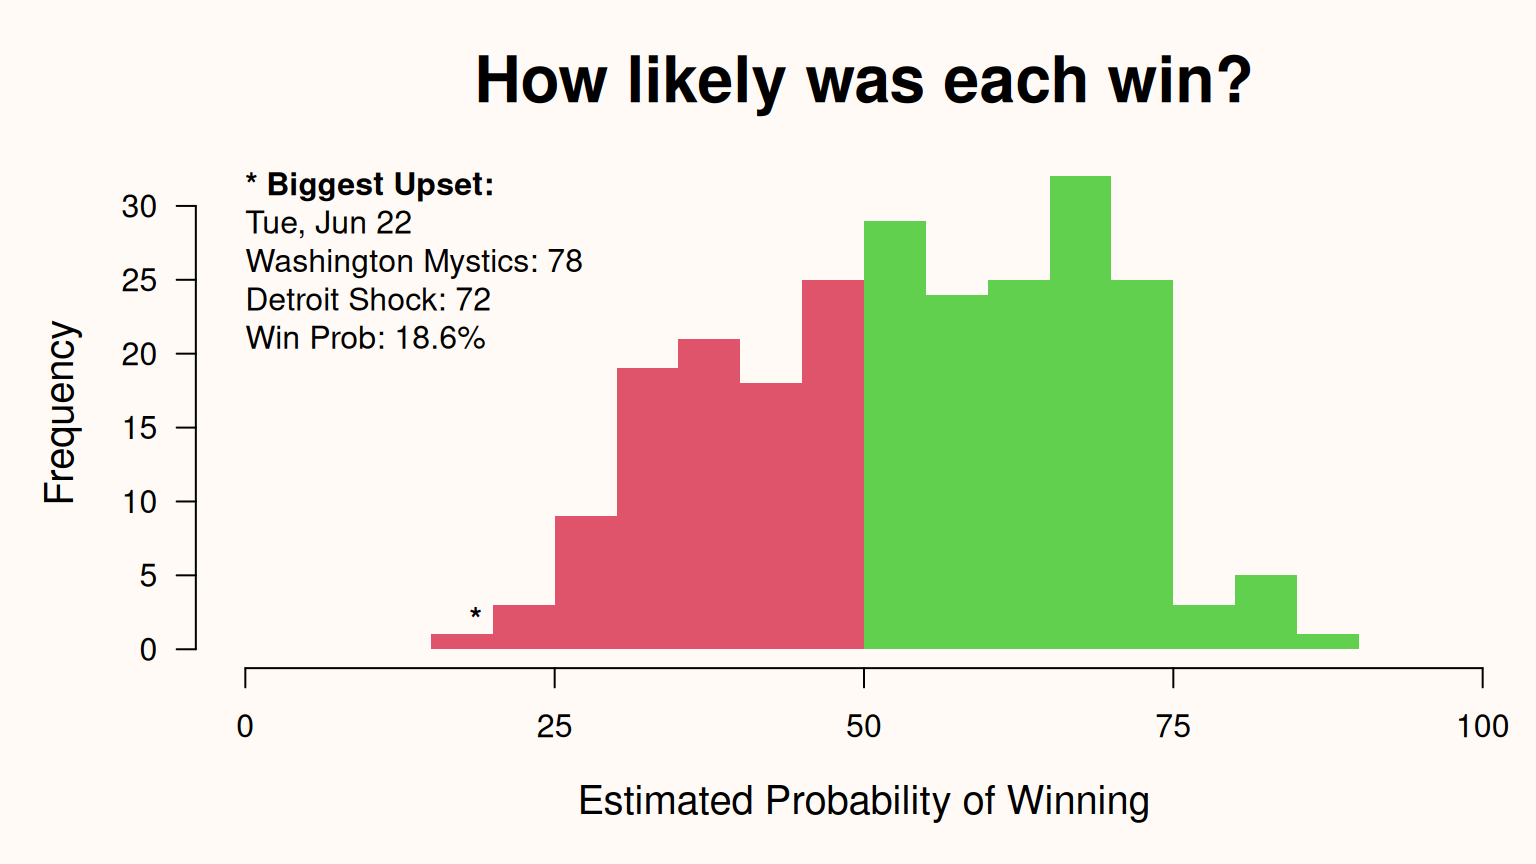 How likely was each win?
* Biggest Upset:
Tue, Jun 22
Washington Mystics: 78
Detroit Shock: 72
Win Prob: 18.6%
Frequency
30
25
20
15
10
5
0
*
0 25 50 75 100
Estimated Probability of Winning